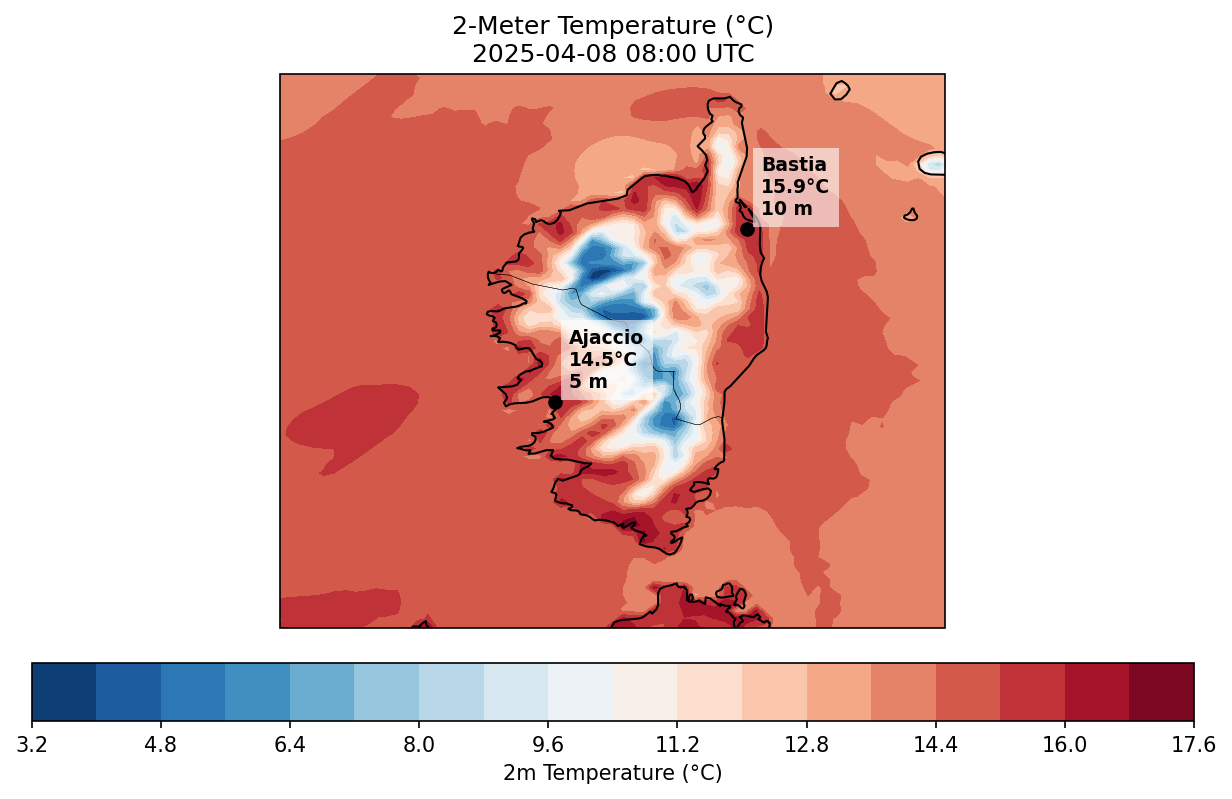 2-Meter Temperature (°C)
2025-04-08 08:00 UTC
Bastia
15.9°C
10 m
Ajaccio
14.5°C
5 m
3.2 4.8 6.4 8.0 9.6 11.2 12.8 14.4 16.0 17.6
2m Temperature (°C)